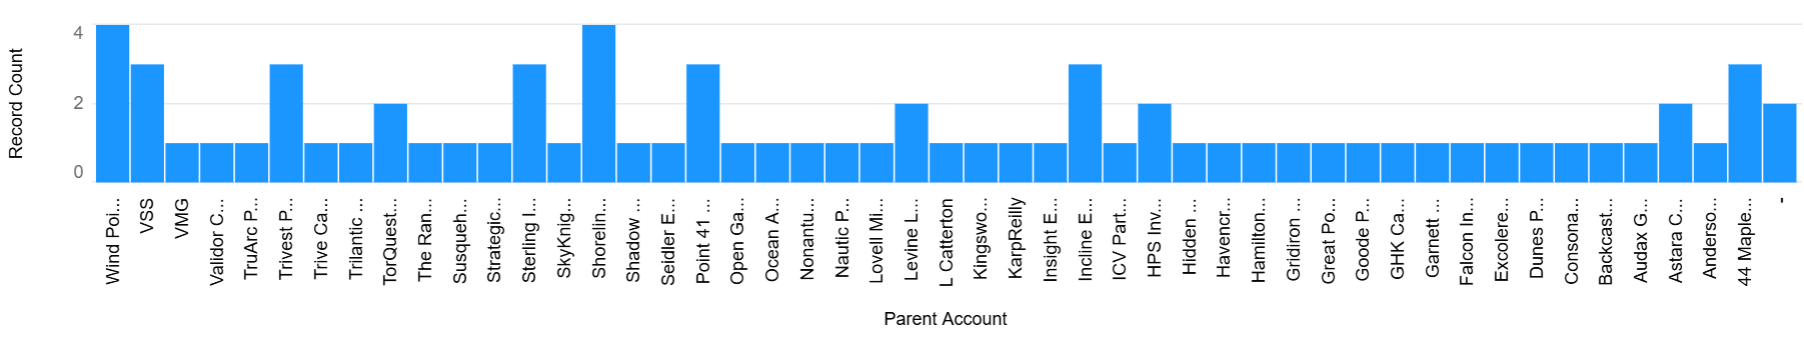 Record Count
4
2
0
Wind Poi...
VSS
VMG
Validor C...
TruArc P...
Trivest P...
Trive Ca...
Trilantic ...
TorQuest...
The Ran...
Susqueh...
Strategic...
Sterling I...
SkyKnig...
Shorelin...
Shadow ...
Seidler E...
Point 41 ...
Open Ga...
Ocean A...
Nonantu...
Nautic P...
Lovell Mi...
Levine L...
L Catterton
Kingswo...
KarpReilly
Insight E...
Incline E...
ICV Part...
HPS Inv...
Hidden ...
Havencr...
Hamilton...
Gridiron ...
Great Po...
Goode P...
GHK Ca...
Garnett ...
Falcon In...
Excolere...
Dunes P...
Consona...
Backcast...
Audax G...
Astara C...
Anderso...
44 Maple...
-
Parent Account